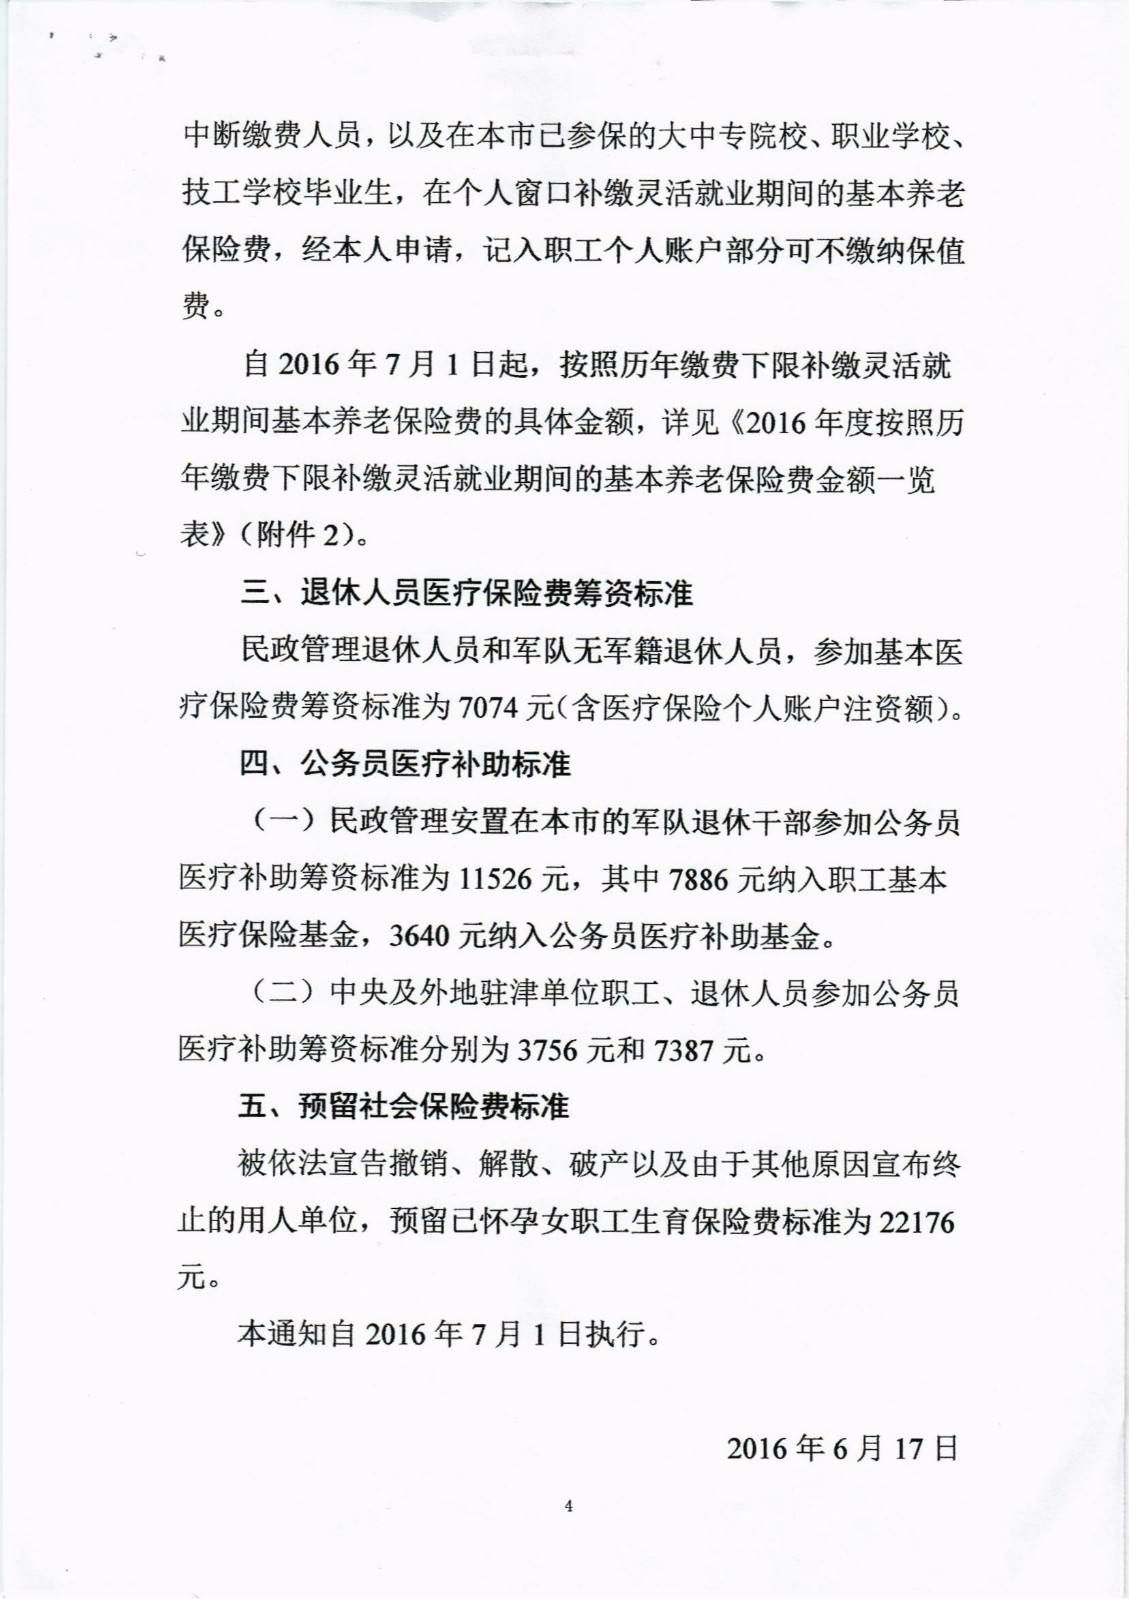 中断缴费人员，以及在本市已参保的大中专院校、职业学校、
技工学校毕业生，在个人窗口补缴灵活就业期间的基本养老
保险费，经本人申请，记入职工个人账户部分可不缴纳保值
费。
自 2016 年 7 月 1 日起，按照历年缴费下限补缴灵活就
业期间基本养老保险费的具体金额，详见《2016 年度按照历
年缴费下限补缴灵活就业期间的基本养老保险费金额一览
表》（附件 2）。
三、退休人员医疗保险费筹资标准
民政管理退休人员和军队无军籍退休人员，参加基本医
疗保险费筹资标准为 7074 元（含医疗保险个人账户注资额）。
四、公务员医疗补助标准
（一）民政管理安置在本市的军队退休干部参加公务员
医疗补助筹资标准为 11526 元，其中 7886 元纳入职工基本
医疗保险基金，3640 元纳入公务员医疗补助基金。
（二）中央及外地驻津单位职工、退休人员参加公务员
医疗补助筹资标准分别为 3756 元和 7387 元。
五、预留社会保险费标准
被依法宣告撤销、解散、破产以及由于其他原因宣布终
止的用人单位，预留已怀孕女职工生育保险费标准为 22176
元。
本通知自 2016 年 7 月 1 日执行。
2016 年 6 月 17 日
4